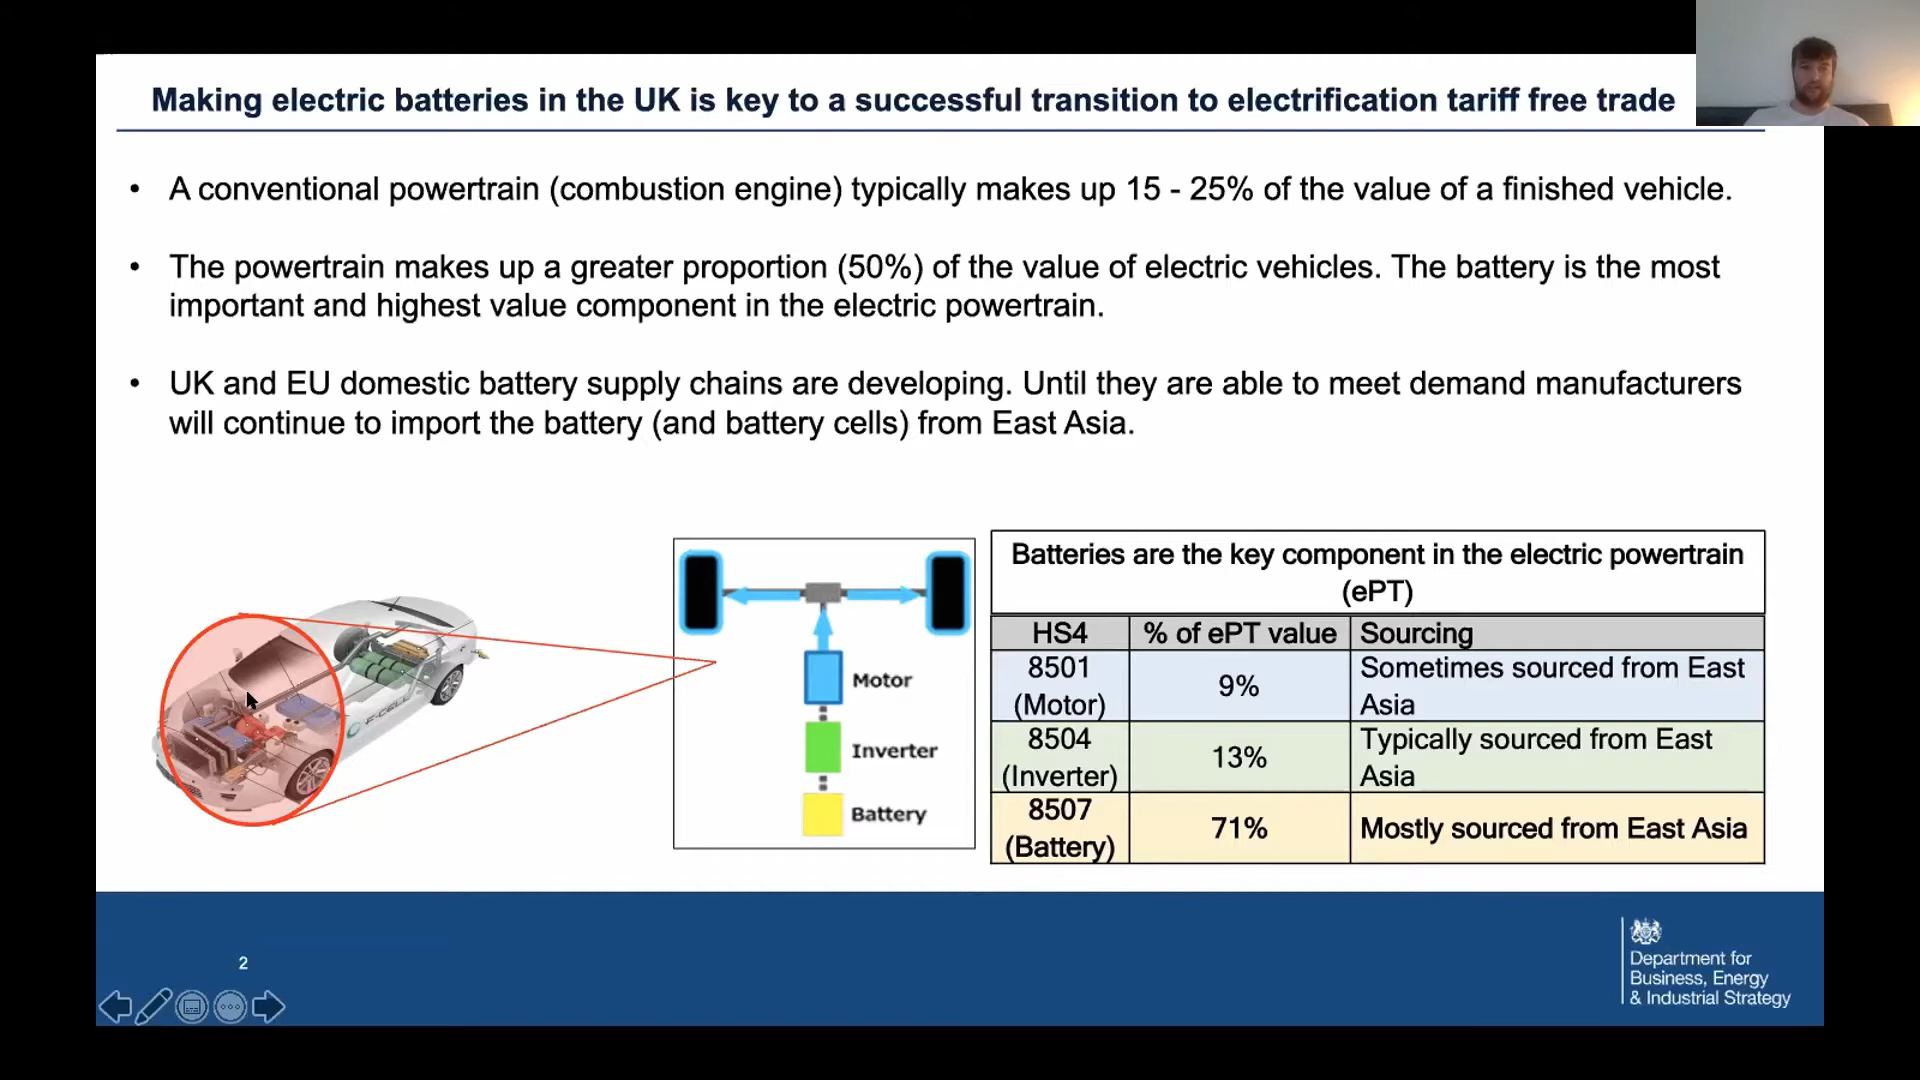 Making electric batteries in the UK is key to a successful transition to electrification tariff free trade
• A conventional powertrain (combustion engine) typically makes up 15 - 25% of the value of a finished vehicle.
• The powertrain makes up a greater proportion (50%) of the value of electric vehicles. The battery is the most
important and highest value component in the electric powertrain.
• UK and EU domestic battery supply chains are developing. Until they are able to meet demand manufacturers
will continue to import the battery (and battery cells) from East Asia.
F-CELL
Motor
Inverter
Battery
Batteries are the key component in the electric powertrain
(ePT)
HS4 % of ePT value Sourcing
8501
(Motor)
9%
Sometimes sourced from East
Asia
8504
(Inverter)
13%
Typically sourced from East
Asia
8507
(Battery)
71%
Mostly sourced from East Asia
2
Department for
Business, Energy
& Industrial Strategy